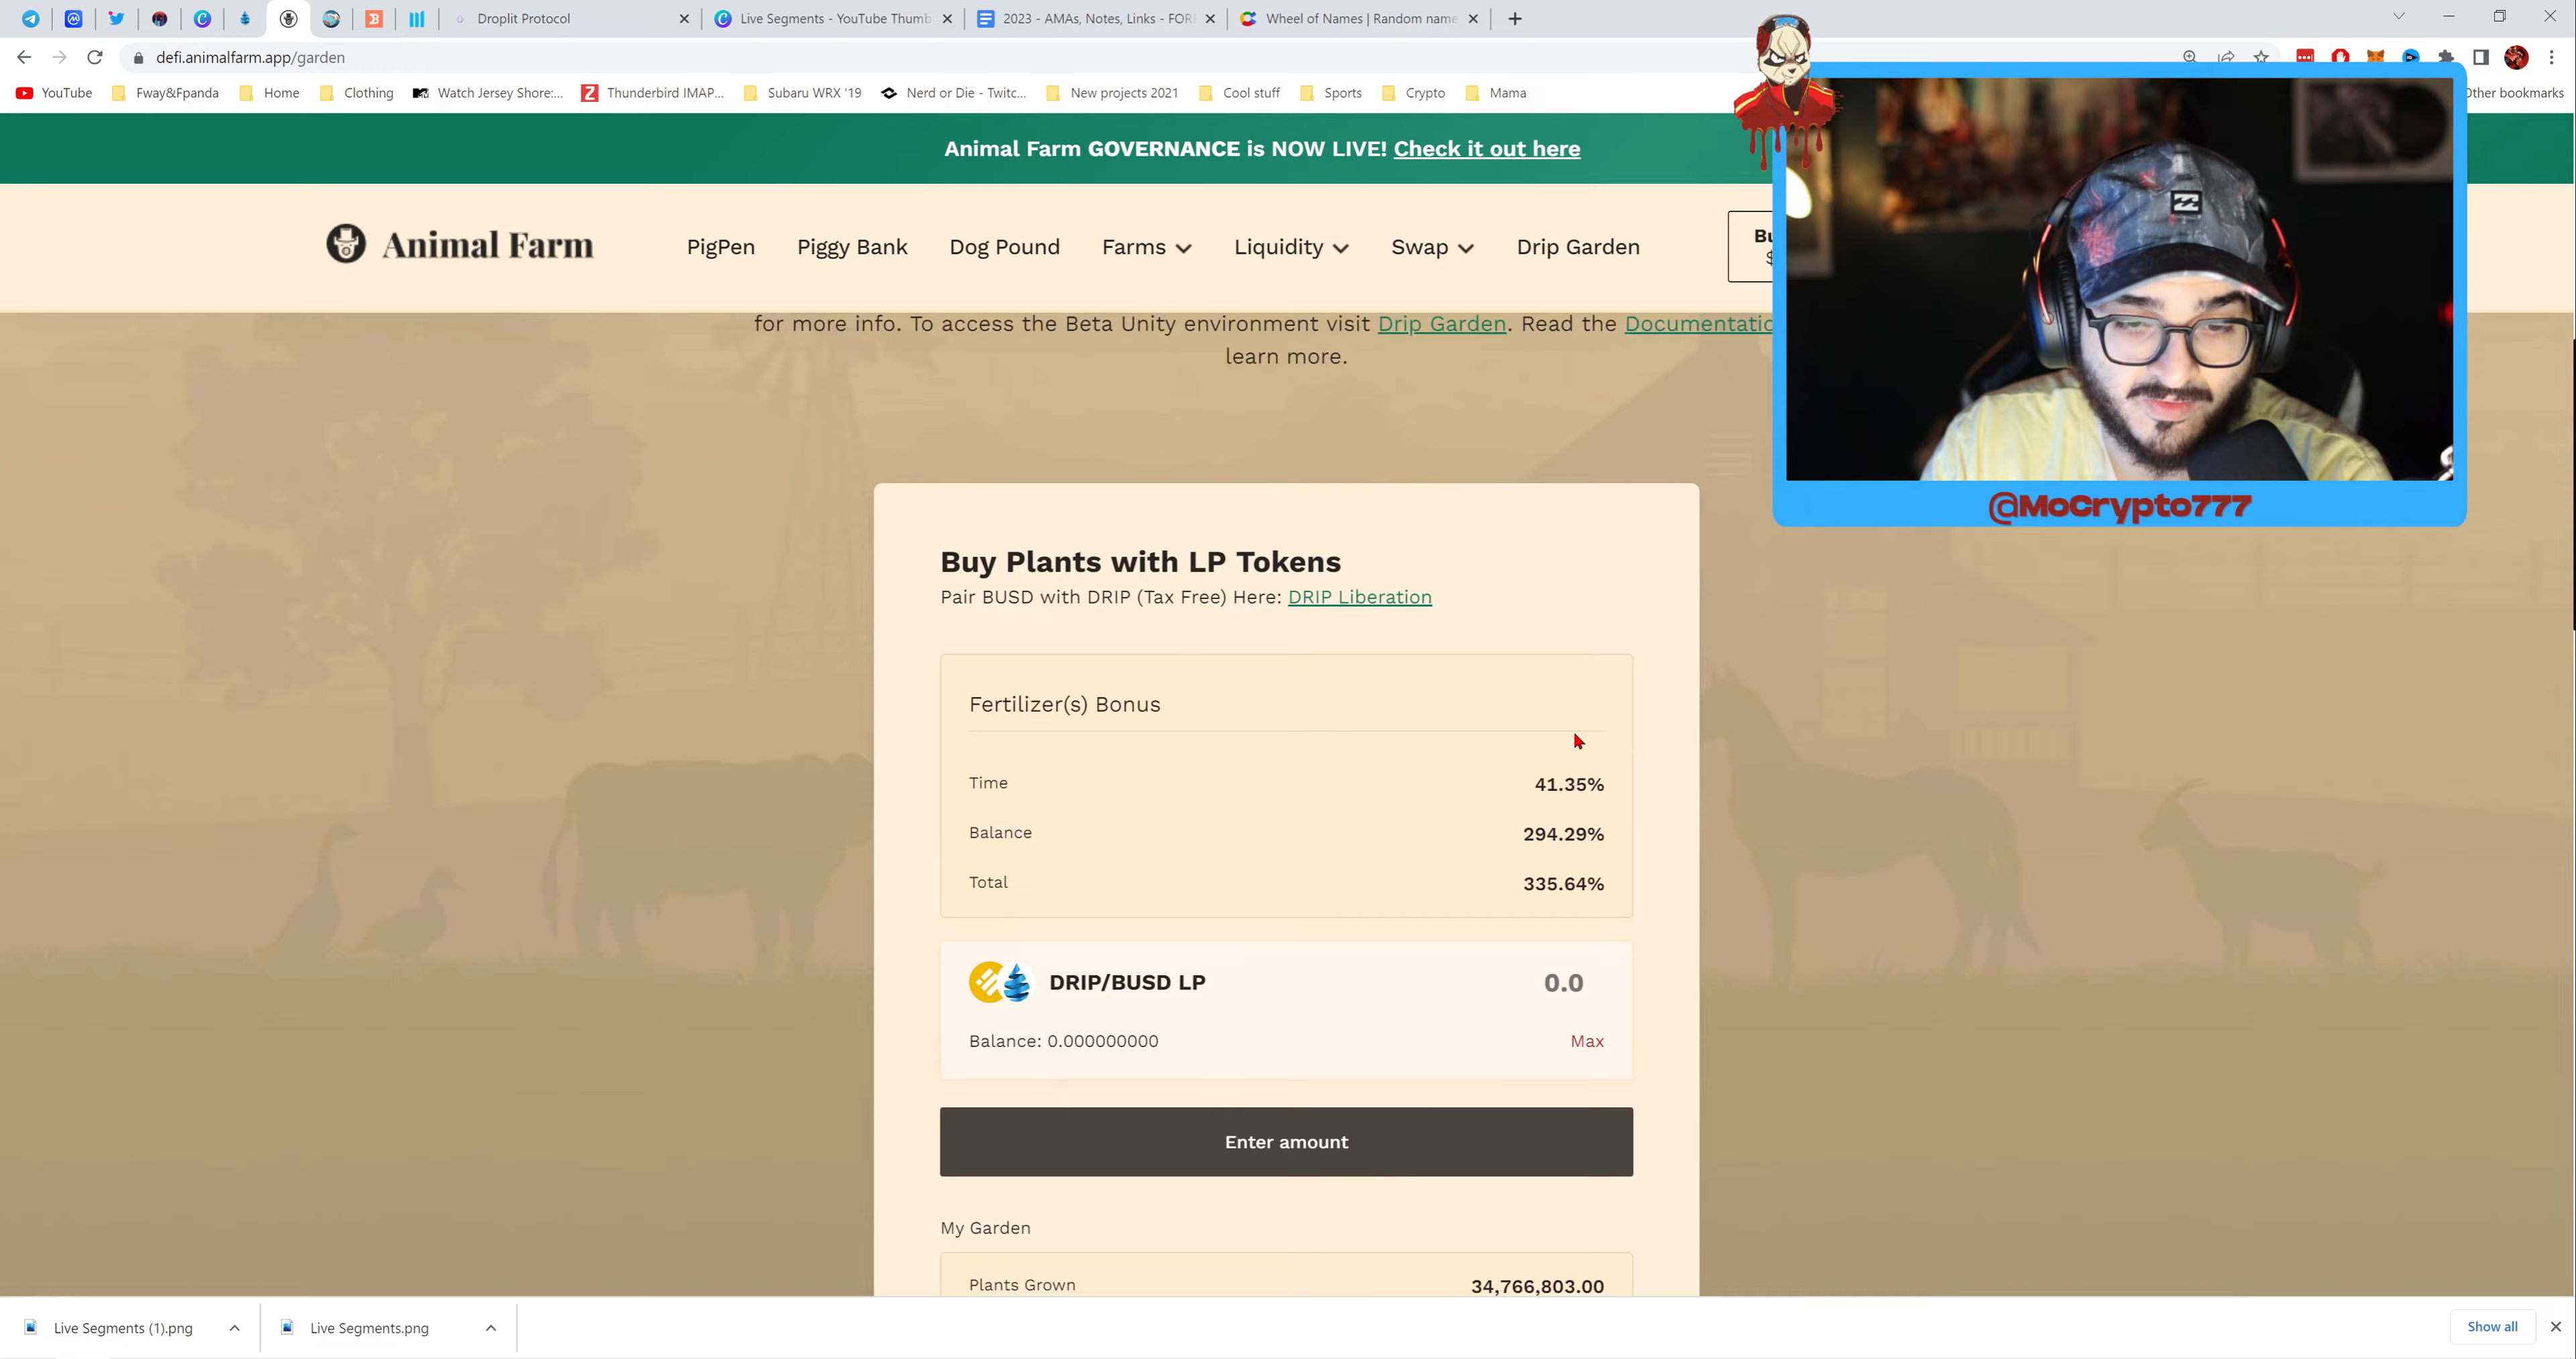 Droplit Protocol
Live Segments - YouTube Thumb
2023 - AMAs, Notes, Links - FOR
Wheel of Names | Random name
defi.animalfarm.app/garden
YouTube Fway&Fpanda Home Clothing Watch Jersey Shore:... Thunderbird IMAP... Subaru WRX '19 Nerd or Die - Twitc... New projects 2021 Cool stuff Sports Crypto Mama Other bookmarks
Animal Farm GOVERNANCE is NOW LIVE! Check it out here
Animal Farm PigPen Piggy Bank Dog Pound Farms Liquidity Swap Drip Garden
Bu
$
for more info. To access the Beta Unity environment visit Drip Garden. Read the Documentatio
learn more.
@MoCrypto777
Buy Plants with LP Tokens
Pair BUSD with DRIP (Tax Free) Here: DRIP Liberation
Fertilizer(s) Bonus
Time 41.35%
Balance 294.29%
Total 335.64%
DRIP/BUSD LP 0.0
Balance: 0.000000000 Max
Enter amount
My Garden
Plants Grown 34,766,803.00
Live Segments (1).png Live Segments.png Show all